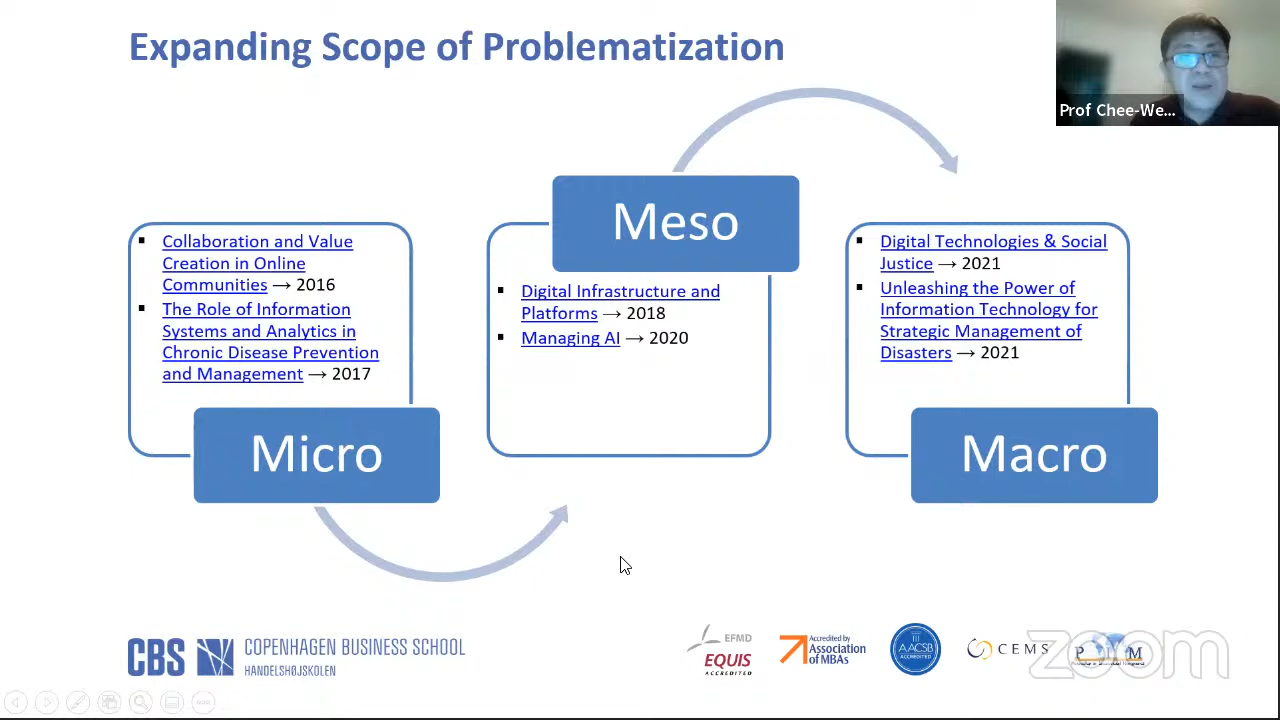 Expanding Scope of Problematization
Prof Chee-We...
Collaboration and Value
Creation in Online
Communities → 2016
The Role of Information
Systems and Analytics in
Chronic Disease Prevention
and Management → 2017
Micro
Meso
Digital Infrastructure and
Platforms → 2018
Managing AI → 2020
Digital Technologies & Social
Justice → 2021
Unleashing the Power of
Information Technology for
Strategic Management of
Disasters → 2021
Macro
CBS
COPENHAGEN BUSINESS SCHOOL
HANDELSHØJSKOLEN
EFMD
EQUIS
ACCREDITED
Accredited by
Association
of MBAs
AACSB
ACCREDITED
CEMS
zoom